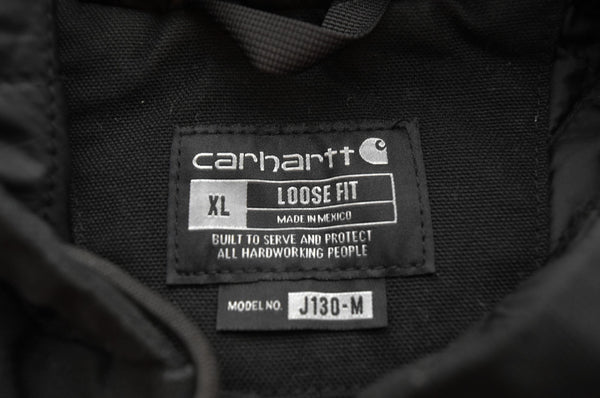 carhartt
XL LOOSE FIT
MADE IN MEXICO
BUILT TO SERVE AND PROTECT
ALL HARDWORKING PEOPLE
MODEL NO. J130-M